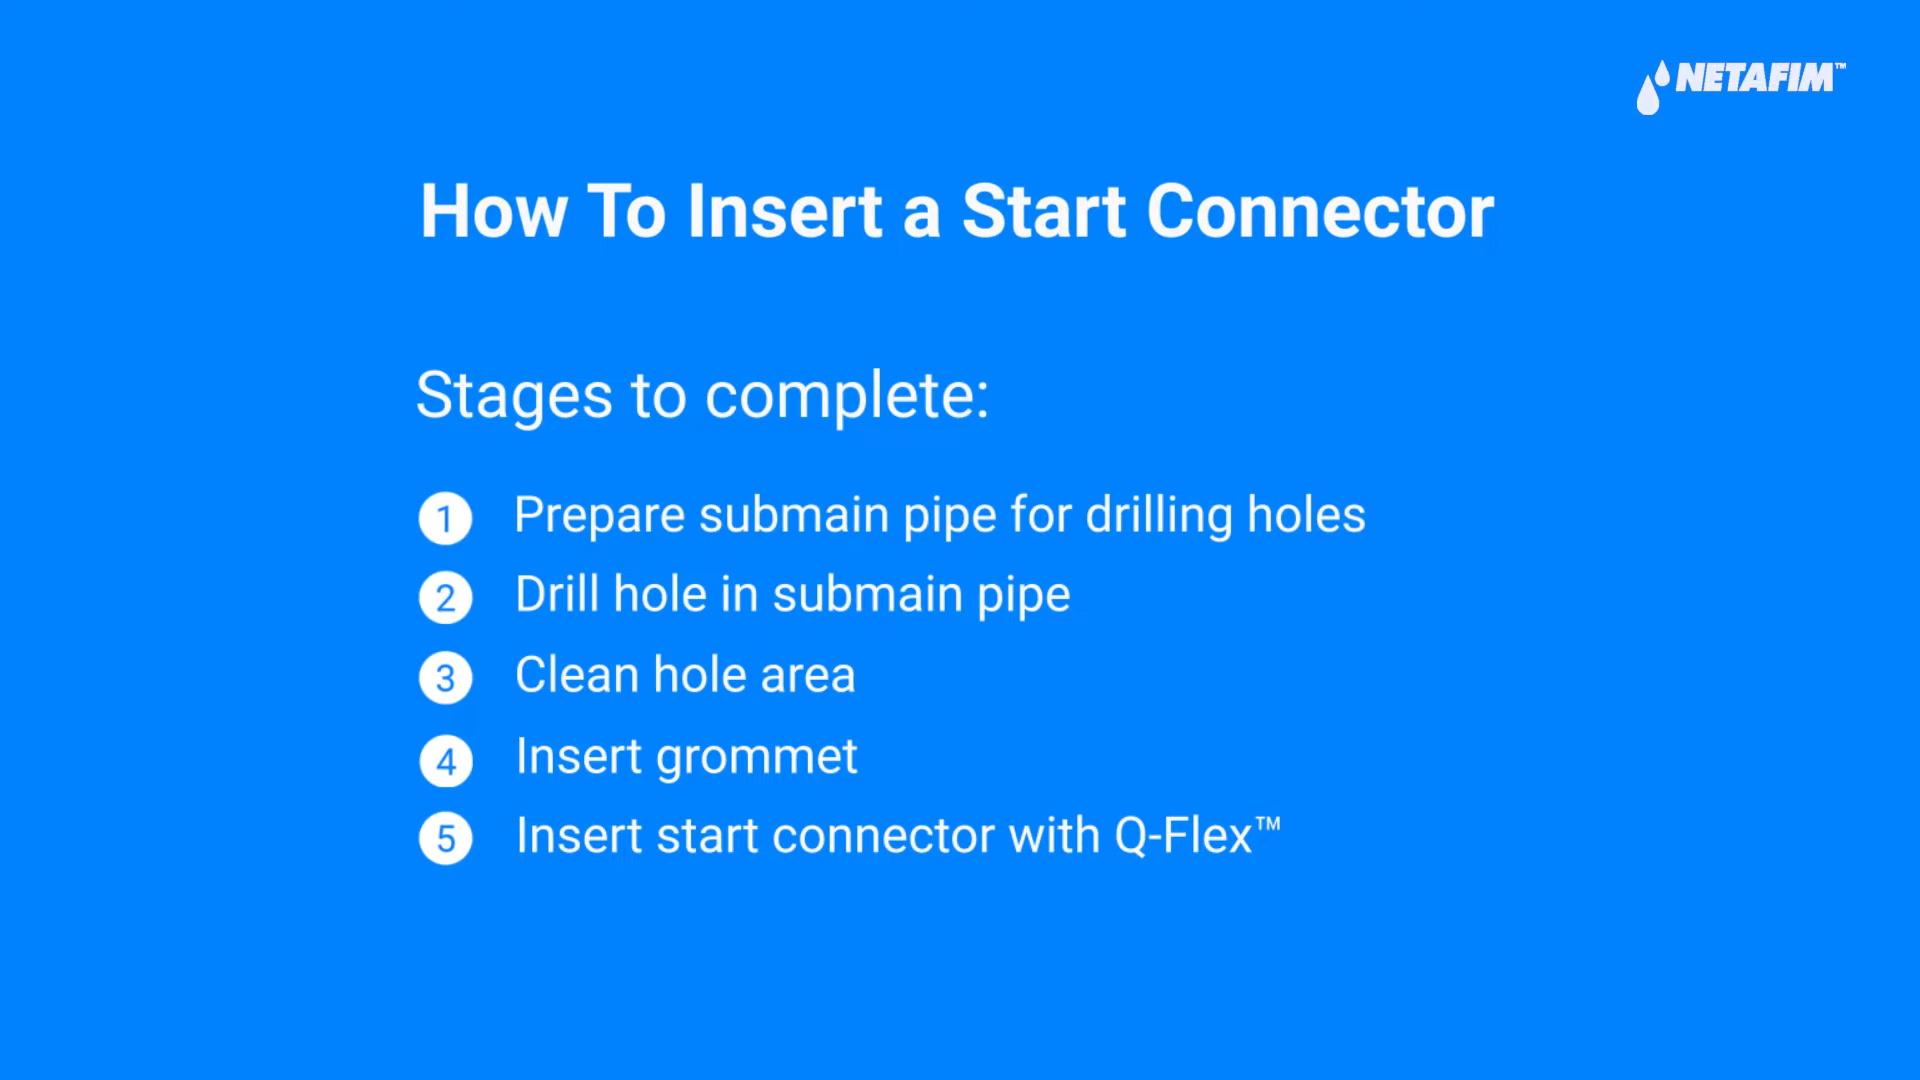 NETAFIM™
How To Insert a Start Connector
Stages to complete:
1 Prepare submain pipe for drilling holes
2 Drill hole in submain pipe
3 Clean hole area
4 Insert grommet
5 Insert start connector with Q-Flex™